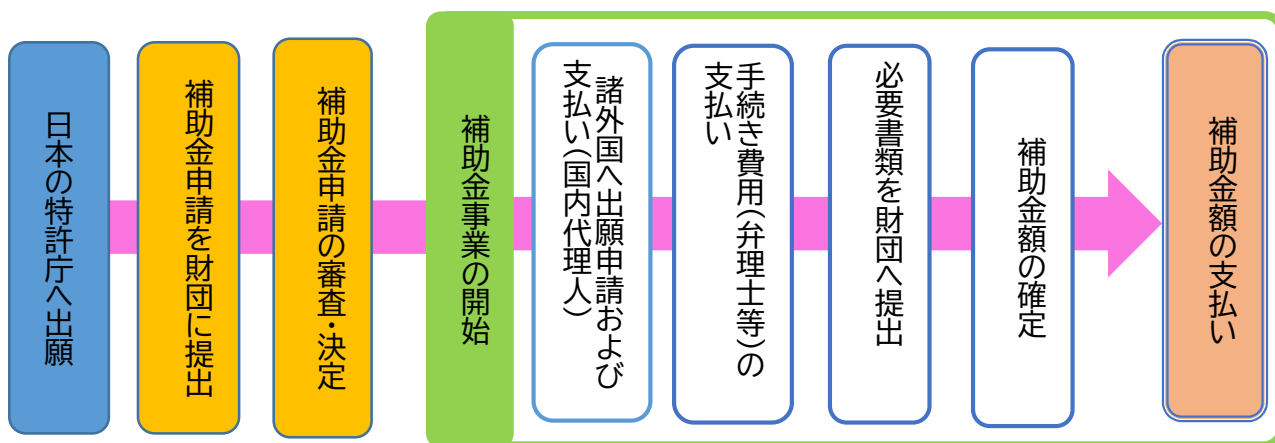 日本の特許庁へ出願
補助金申請を財団に提出
補助金申請の審査・決定
補助金事業の開始
諸外国へ出願申請および
支払い(国内代理人)
手続き費用(弁理士等)の
支払い
必要書類を財団へ提出
補助金額の確定
補助金額の支払い